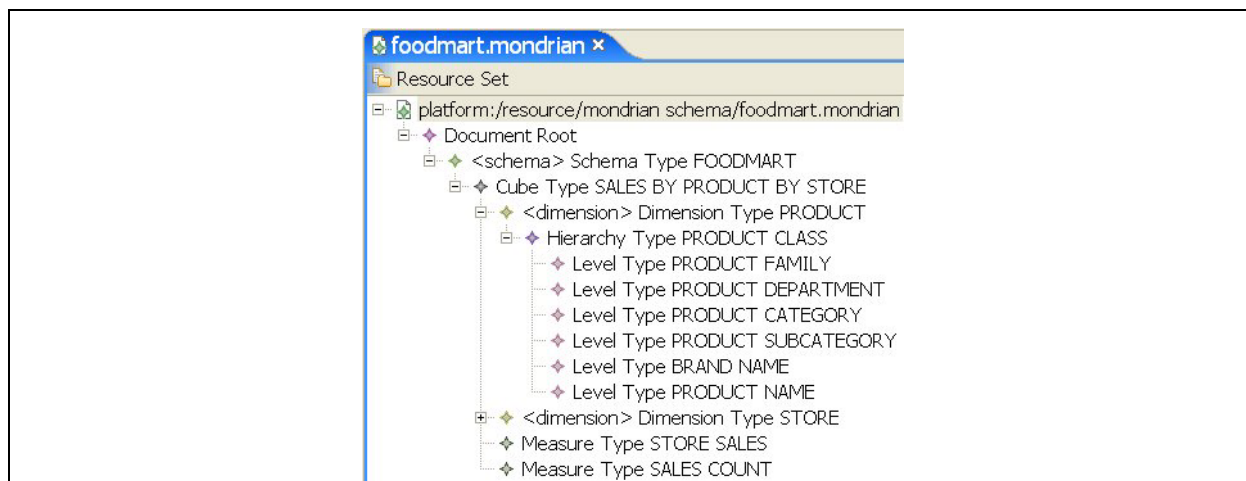 foodmart.mondrian
Resource Set
platform:/resource/mondrian schema/foodmart.mondrian
Document Root
<schema> Schema Type FOODMART
Cube Type SALES BY PRODUCT BY STORE
<dimension> Dimension Type PRODUCT
Hierarchy Type PRODUCT CLASS
Level Type PRODUCT FAMILY
Level Type PRODUCT DEPARTMENT
Level Type PRODUCT CATEGORY
Level Type PRODUCT SUBCATEGORY
Level Type BRAND NAME
Level Type PRODUCT NAME
<dimension> Dimension Type STORE
Measure Type STORE SALES
Measure Type SALES COUNT